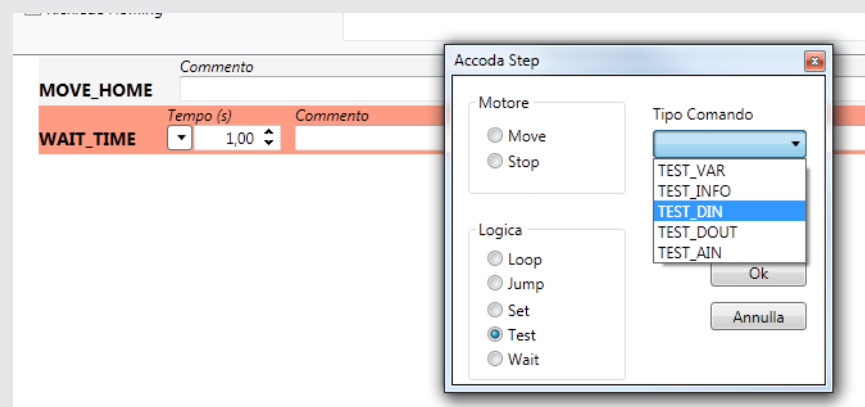 Commento
MOVE_HOME
Tempo (s) Commento
WAIT_TIME 1,00
Accoda Step
Motore
Move
Stop
Tipo Comando
TEST_VAR
TEST_INFO
TEST_DIN
TEST_DOUT
TEST_AIN
Logica
Loop
Jump
Set
Test
Wait
Ok
Annulla